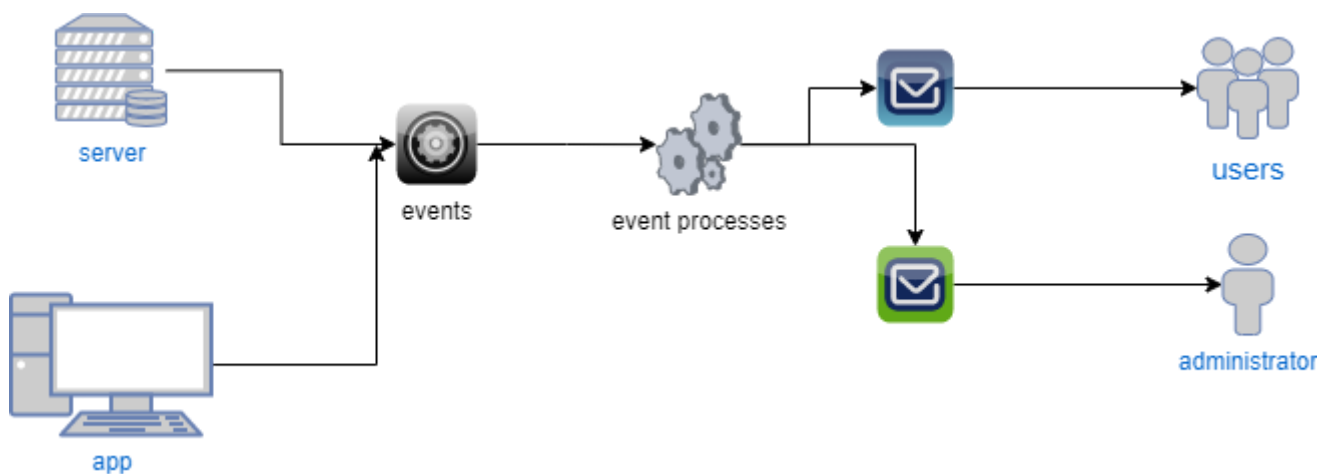 server
events
event processes
users
administrator
app